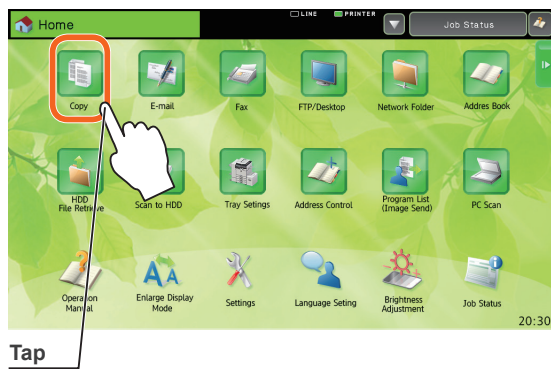 Home
LINE PRINTER
Job Status
Copy
E-mail
Fax
FTP/Desktop
Network Folder
Addres Book
HDD
File Retrieve
Scan to HDD
Tray Setings
Address Control
Program List
(Image Send)
PC Scan
Operation
Manual
Enlarge Display
Mode
Settings
Language Seting
Brightness
Adjustment
Job Status
20:30
Tap